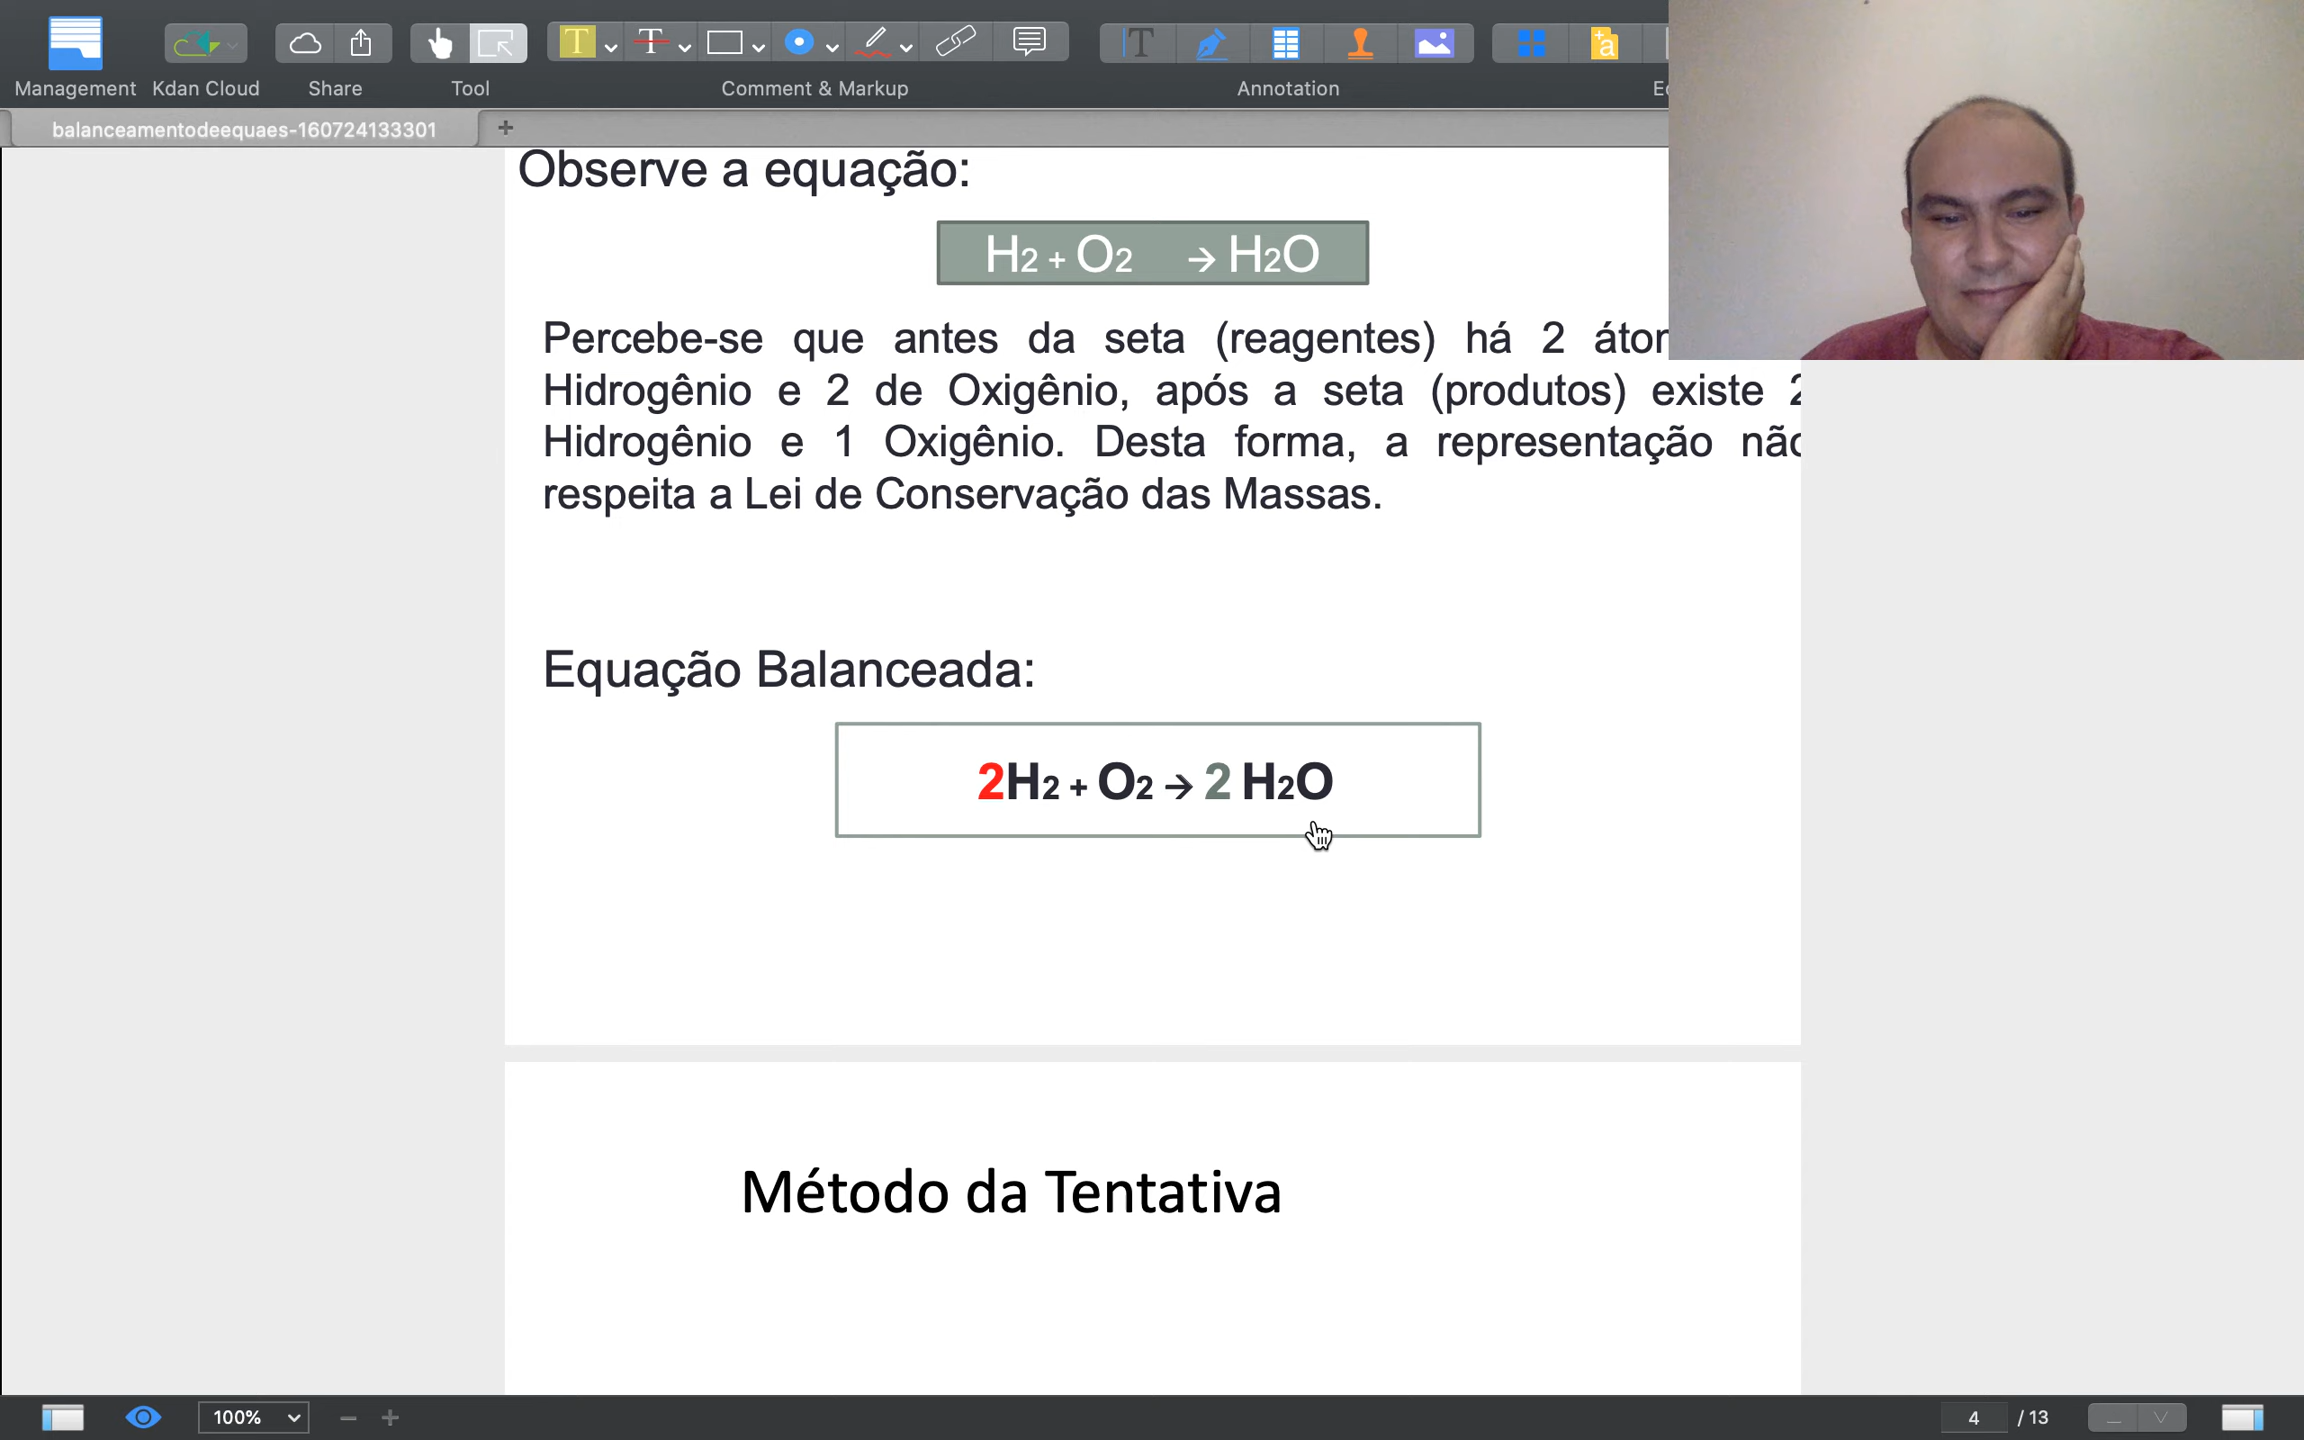 Management Kdan Cloud Share Tool Comment & Markup Annotation
balanceamentodeequaes-160724133301 +
Observe a equação:
H2 + O2 → H2O
Percebe-se que antes da seta (reagentes) há 2
Hidrogênio e 2 de Oxigênio, após a seta (produtos) existe 2
Hidrogênio e 1 Oxigênio. Desta forma, a representação não
respeita a Lei de Conservação das Massas.
Equação Balanceada:
2H2 + O2 → 2 H2O
Método da Tentativa
100% 4 / 13